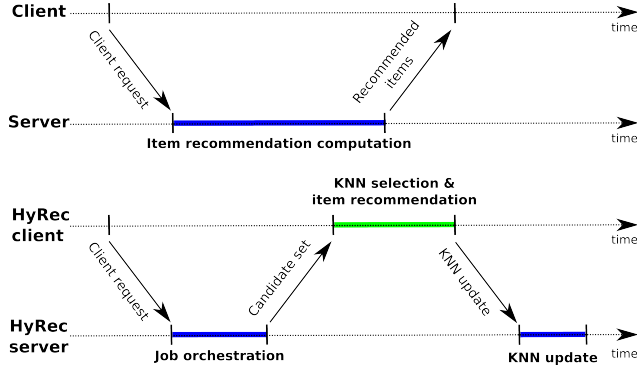 Client
time
Client request
Recommended
items
Server
time
Item recommendation computation
KNN selection &
item recommendation
HyRec
client
time
Client request
Candidate set
KNN update
HyRec
server
time
Job orchestration
KNN update